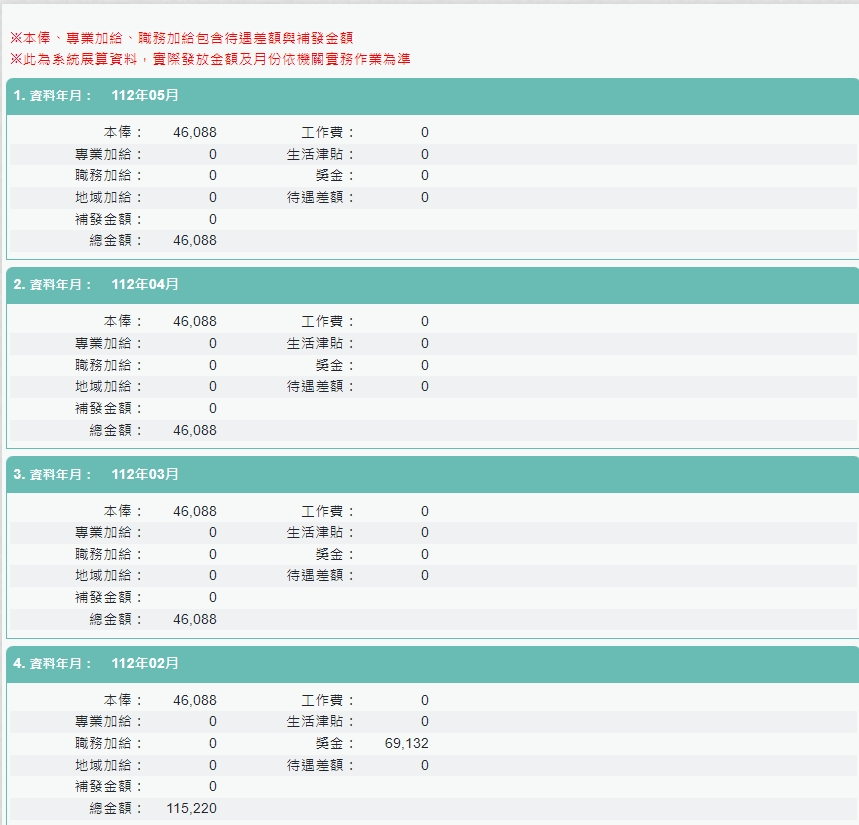 ※本俸、專業加給、職務加給包含待遇差額與補發金額
※此為系統展算資料，實際發放金額及月份依機關實務作業為準
1. 資料年月： 112年05月
本俸： 46,088 工作費： 0
專業加給： 0 生活津貼： 0
職務加給： 0 獎金： 0
地域加給： 0 待遇差額： 0
補發金額： 0
總金額： 46,088
2. 資料年月： 112年04月
本俸： 46,088 工作費： 0
專業加給： 0 生活津貼： 0
職務加給： 0 獎金： 0
地域加給： 0 待遇差額： 0
補發金額： 0
總金額： 46,088
3. 資料年月： 112年03月
本俸： 46,088 工作費： 0
專業加給： 0 生活津貼： 0
職務加給： 0 獎金： 0
地域加給： 0 待遇差額： 0
補發金額： 0
總金額： 46,088
4. 資料年月： 112年02月
本俸： 46,088 工作費： 0
專業加給： 0 生活津貼： 0
職務加給： 0 獎金： 69,132
地域加給： 0 待遇差額： 0
補發金額： 0
總金額： 115,220